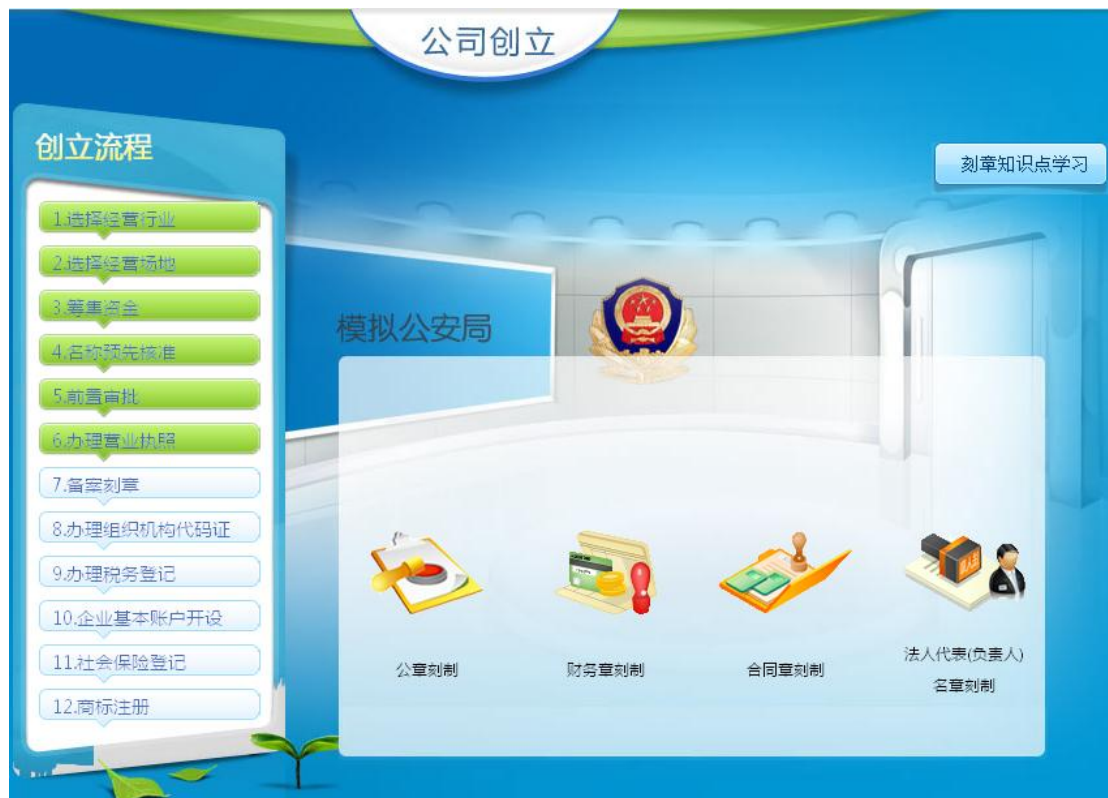 公司创立
创立流程
刻章知识点学习
1.选择经营行业
2.选择经营场地
3.筹集资金
4.名称预先核准
5.前置审批
6.办理营业执照
7.备案刻章
8.办理组织机构代码证
9.办理税务登记
10.企业基本账户开设
11.社会保险登记
12.商标注册
模拟公安局
公章刻制
财务章刻制
合同章刻制
法人代表(负责人)
名章刻制